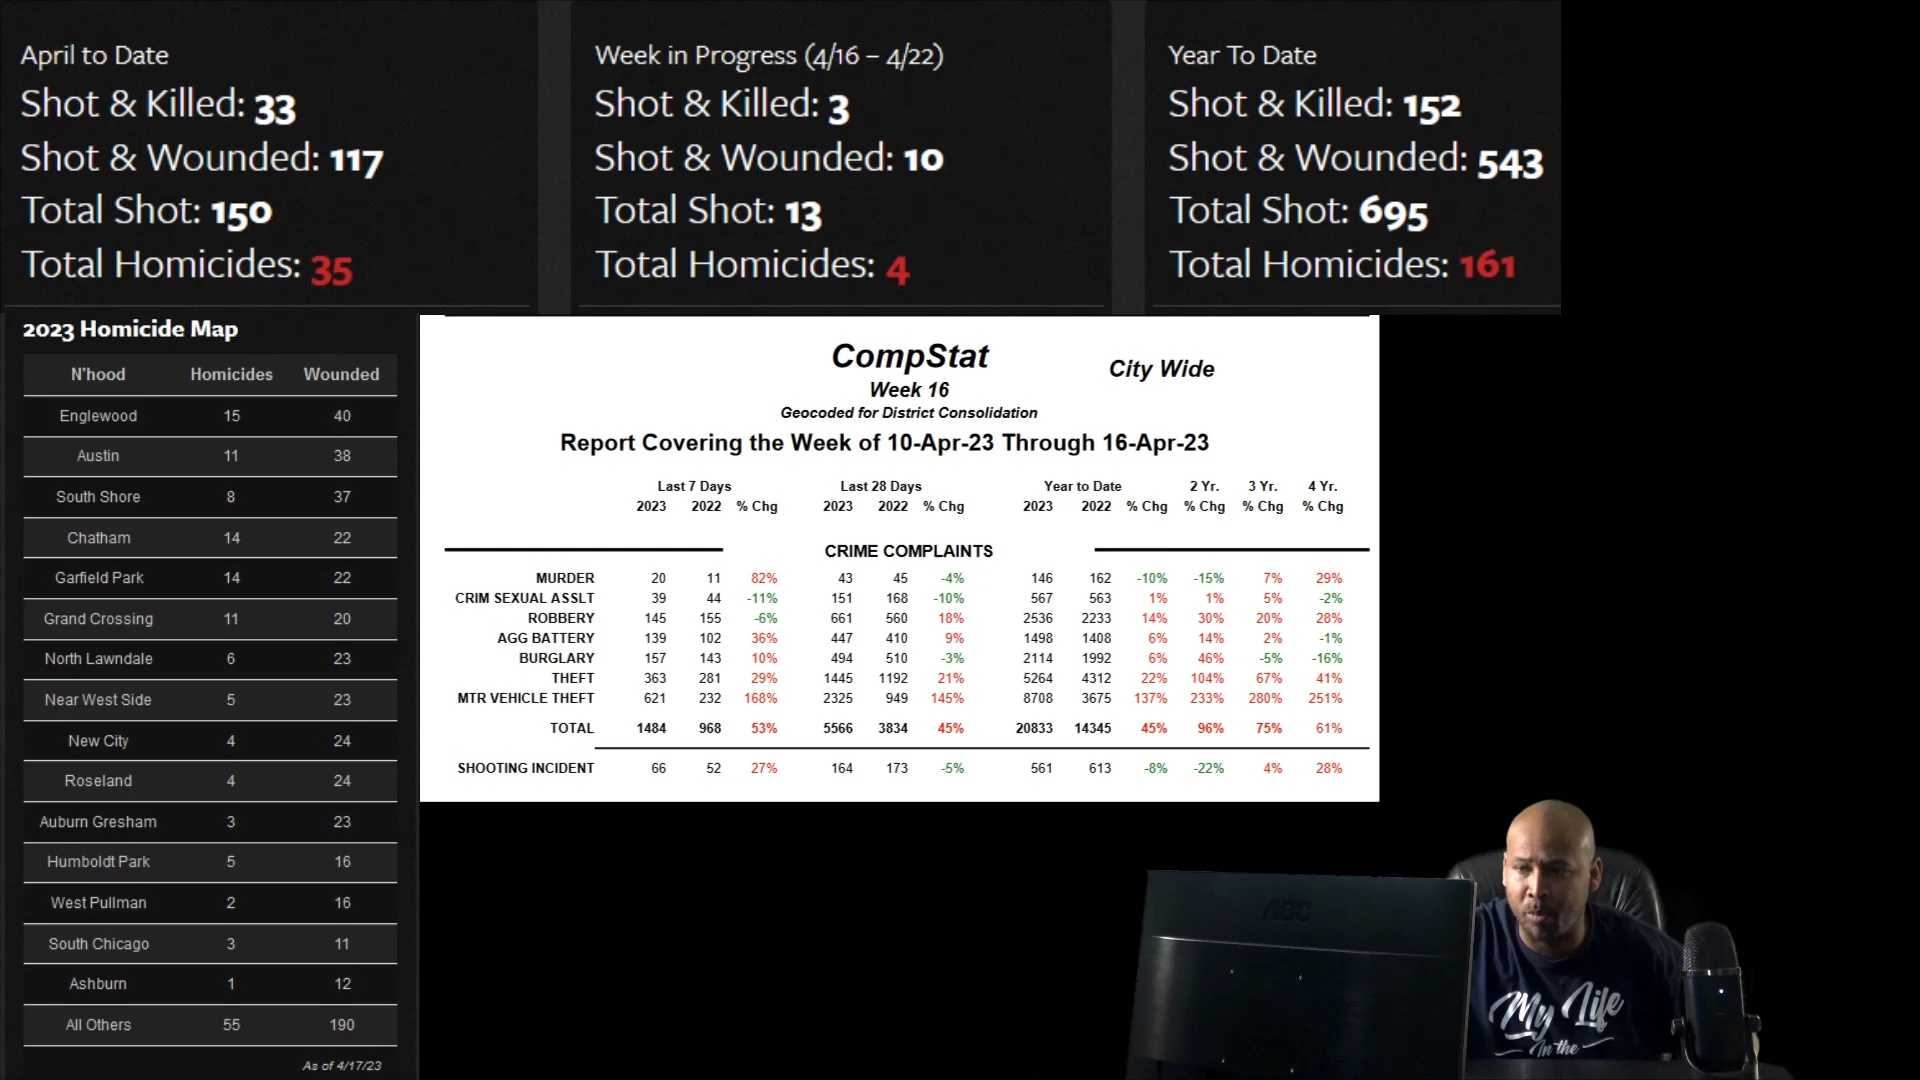 April to Date
Shot & Killed: 33
Shot & Wounded: 117
Total Shot: 150
Total Homicides: 35
Week in Progress (4/16 – 4/22)
Shot & Killed: 3
Shot & Wounded: 10
Total Shot: 13
Total Homicides: 4
Year To Date
Shot & Killed: 152
Shot & Wounded: 543
Total Shot: 695
Total Homicides: 161
2023 Homicide Map
N'hood Homicides Wounded
Englewood 15 40
Austin 11 38
South Shore 8 37
Chatham 14 22
Garfield Park 14 22
Grand Crossing 11 20
North Lawndale 6 23
Near West Side 5 23
New City 4 24
Roseland 4 24
Auburn Gresham 3 23
Humboldt Park 5 16
West Pullman 2 16
South Chicago 3 11
Ashburn 1 12
All Others 55 190
As of 4/17/23
CompStat
City Wide
Week 16
Geocoded for District Consolidation
Report Covering the Week of 10-Apr-23 Through 16-Apr-23
Last 7 Days Last 28 Days Year to Date 2 Yr. 3 Yr. 4 Yr.
2023 2022 % Chg 2023 2022 % Chg 2023 2022 % Chg % Chg % Chg % Chg
CRIME COMPLAINTS
MURDER 20 11 82% 43 45 -4% 146 162 -10% -15% 7% 29%
CRIM SEXUAL ASSLT 39 44 -11% 151 168 -10% 567 563 1% 1% 5% -2%
ROBBERY 145 155 -6% 661 560 18% 2536 2233 14% 30% 20% 28%
AGG BATTERY 139 102 36% 447 410 9% 1498 1408 6% 14% 2% -1%
BURGLARY 157 143 10% 494 510 -3% 2114 1992 6% 46% -5% -16%
THEFT 363 281 29% 1445 1192 21% 5264 4312 22% 104% 67% 41%
MTR VEHICLE THEFT 621 232 168% 2325 949 145% 8708 3675 137% 233% 280% 251%
TOTAL 1484 968 53% 5566 3834 45% 20833 14345 45% 96% 75% 61%
SHOOTING INCIDENT 66 52 27% 164 173 -5% 561 613 -8% -22% 4% 28%
AOC
My Life
In the